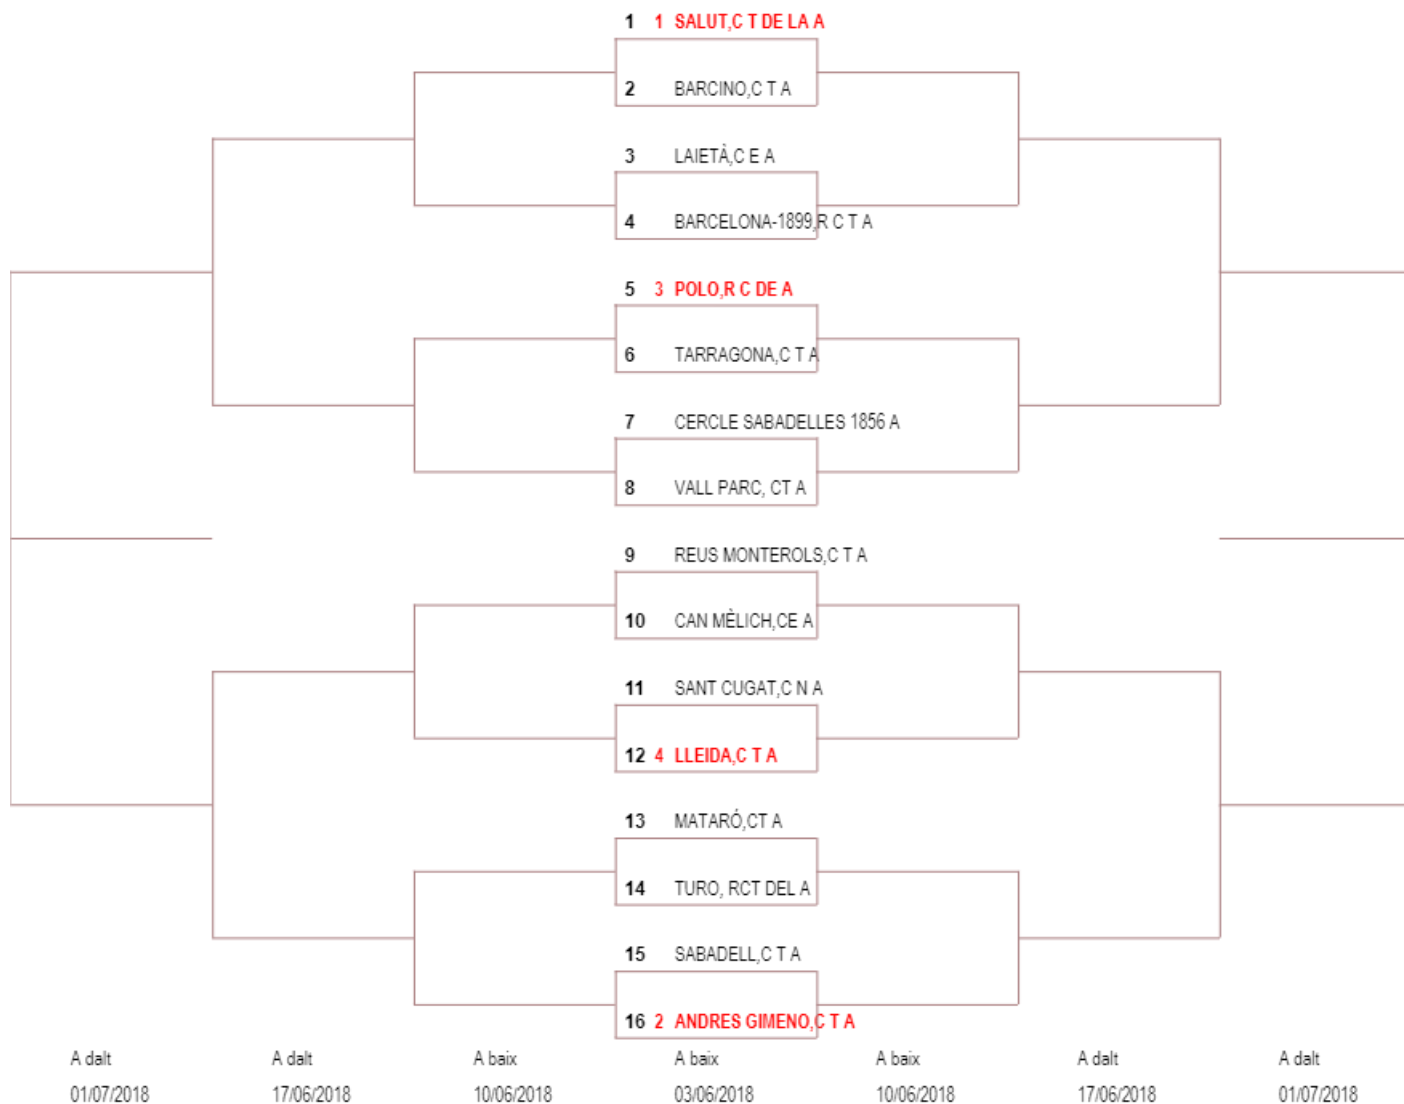 1 1 SALUT,C T DE LA A
2 BARCINO,C T A
3 LAIETÀ,C E A
4 BARCELONA-1899,R C T A
5 3 POLO,R C DE A
6 TARRAGONA,C T A
7 CERCLE SABADELLES 1856 A
8 VALL PARC, CT A
9 REUS MONTEROLS,C T A
10 CAN MÈLICH,CE A
11 SANT CUGAT,C N A
12 4 LLEIDA,C T A
13 MATARÓ,CT A
14 TURO, RCT DEL A
15 SABADELL,C T A
16 2 ANDRES GIMENO,C T A
A dalt A dalt A baix A baix A baix A dalt A dalt
01/07/2018 17/06/2018 10/06/2018 03/06/2018 10/06/2018 17/06/2018 01/07/2018